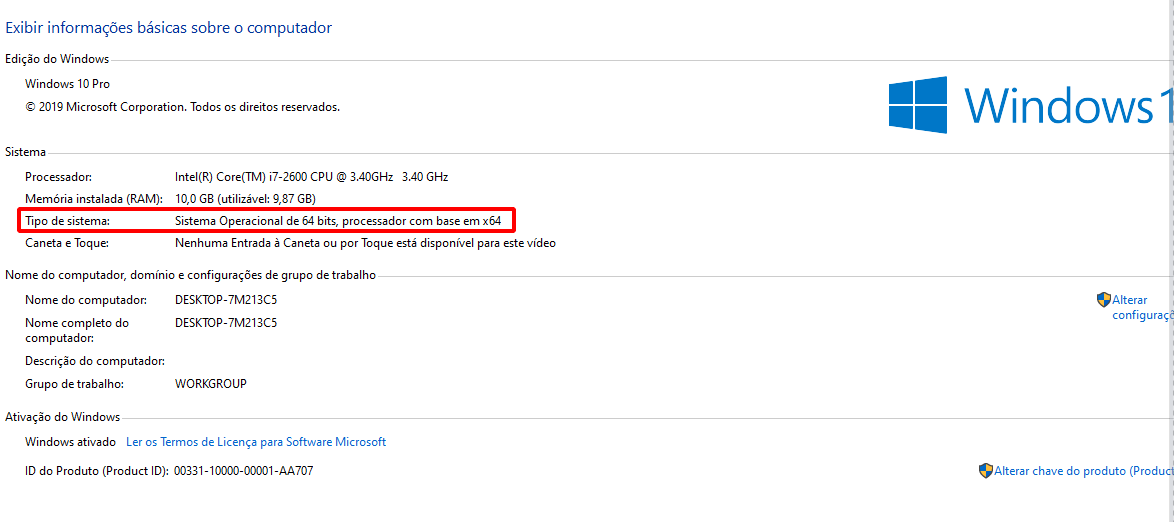 Exibir informações básicas sobre o computador
Edição do Windows
Windows 10 Pro
© 2019 Microsoft Corporation. Todos os direitos reservados.
Windows 1
Sistema
Processador: Intel(R) Core(TM) i7-2600 CPU @ 3.40GHz 3.40 GHz
Memória instalada (RAM): 10,0 GB (utilizável: 9,87 GB)
Tipo de sistema: Sistema Operacional de 64 bits, processador com base em x64
Caneta e Toque: Nenhuma Entrada à Caneta ou por Toque está disponível para este vídeo
Nome do computador, domínio e configurações de grupo de trabalho
Nome do computador: DESKTOP-7M213C5
Alterar
configuraçõ
Nome completo do DESKTOP-7M213C5
computador:
Descrição do computador:
Grupo de trabalho: WORKGROUP
Ativação do Windows
Windows ativado Ler os Termos de Licença para Software Microsoft
ID do Produto (Product ID): 00331-10000-00001-AA707
Alterar chave do produto (Product